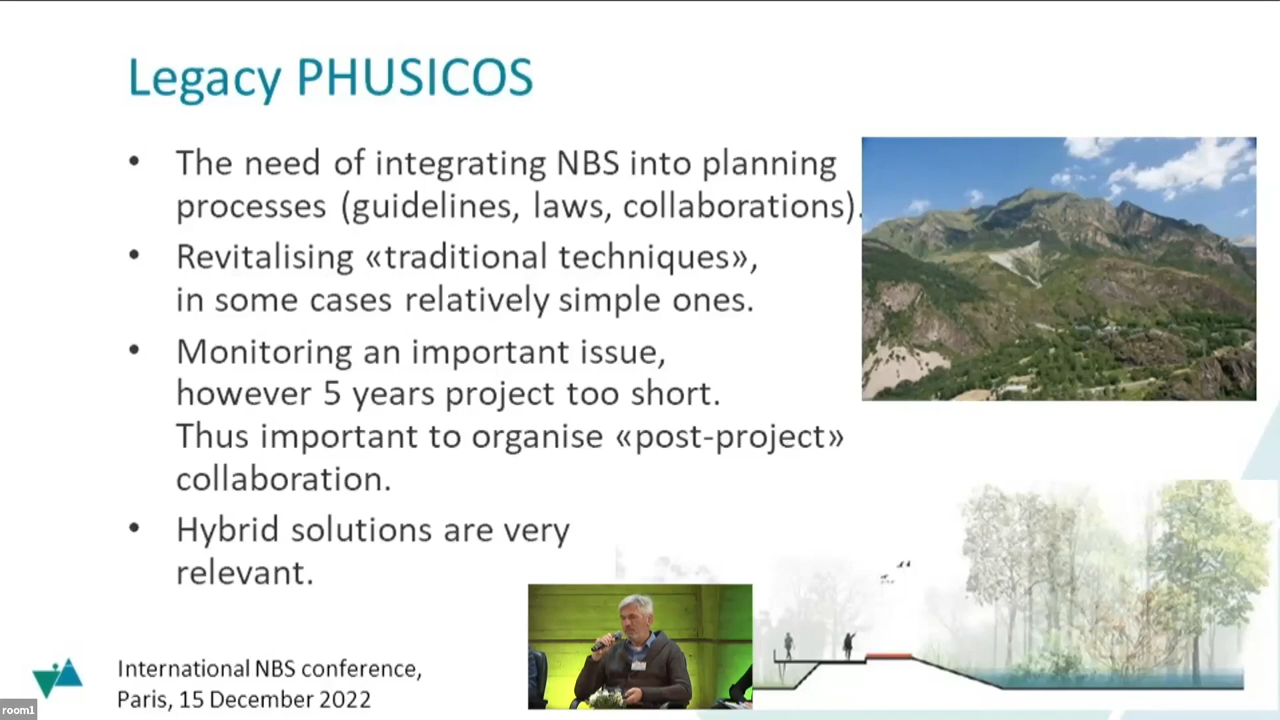 Legacy PHUSICOS
• The need of integrating NBS into planning
processes (guidelines, laws, collaborations).
• Revitalising «traditional techniques»,
in some cases relatively simple ones.
• Monitoring an important issue,
however 5 years project too short.
Thus important to organise «post-project»
collaboration.
• Hybrid solutions are very
relevant.
International NBS conference,
Paris, 15 December 2022
room1